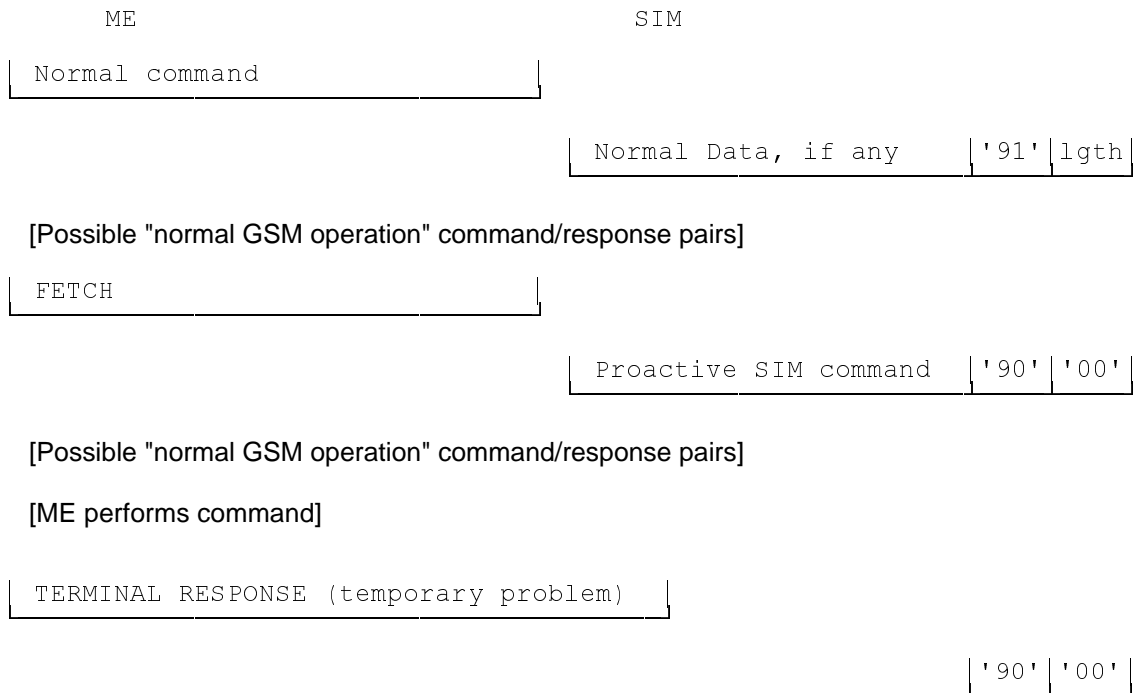 ME SIM
Normal command
Normal Data, if any '91' lgth
[Possible "normal GSM operation" command/response pairs]
FETCH
Proactive SIM command '90' '00'
[Possible "normal GSM operation" command/response pairs]
[ME performs command]
TERMINAL RESPONSE (temporary problem)
'90' '00'